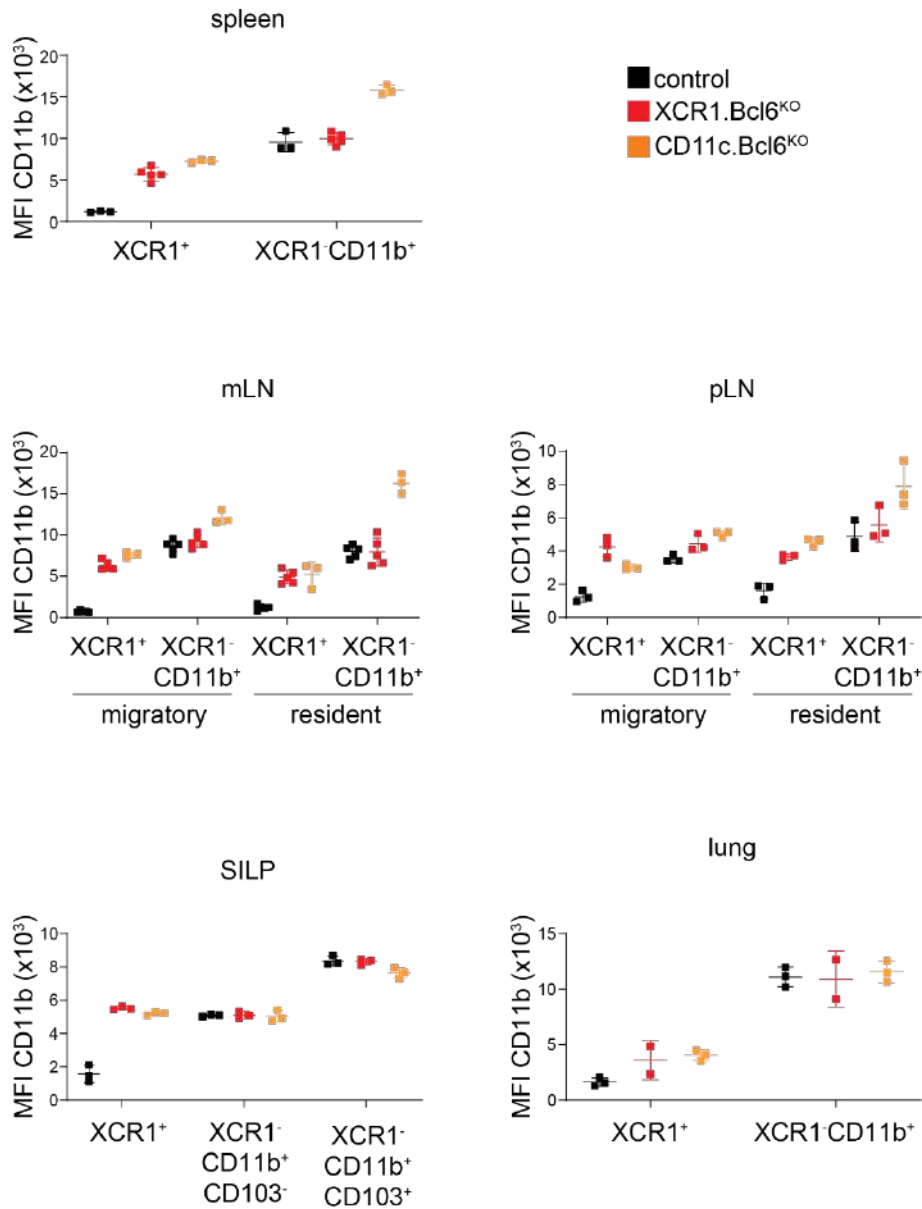 spleen
MFI CD11b (x10³)
20
15
10
5
0
XCR1⁺
XCR1⁻CD11b⁺
control
XCR1.Bcl6ᴷᴼ
CD11c.Bcl6ᴷᴼ
mLN
MFI CD11b (x10³)
20
15
10
5
0
XCR1⁺
XCR1⁻
CD11b⁺
XCR1⁺
XCR1⁻
CD11b⁺
migratory
resident
pLN
MFI CD11b (x10³)
10
8
6
4
2
0
XCR1⁺
XCR1⁻
CD11b⁺
XCR1⁺
XCR1⁻
CD11b⁺
migratory
resident
SILP
MFI CD11b (x10³)
10
8
6
4
2
0
XCR1⁺
XCR1⁻
CD11b⁺
CD103⁻
XCR1⁻
CD11b⁺
CD103⁺
lung
MFI CD11b (x10³)
15
10
5
0
XCR1⁺
XCR1⁻CD11b⁺